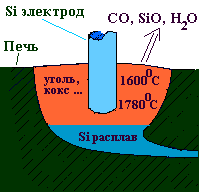 Si электрод
CO, SiO, H2O
Печь
уголь,
кокс ...
1600⁰C
1780⁰C
Si расплав